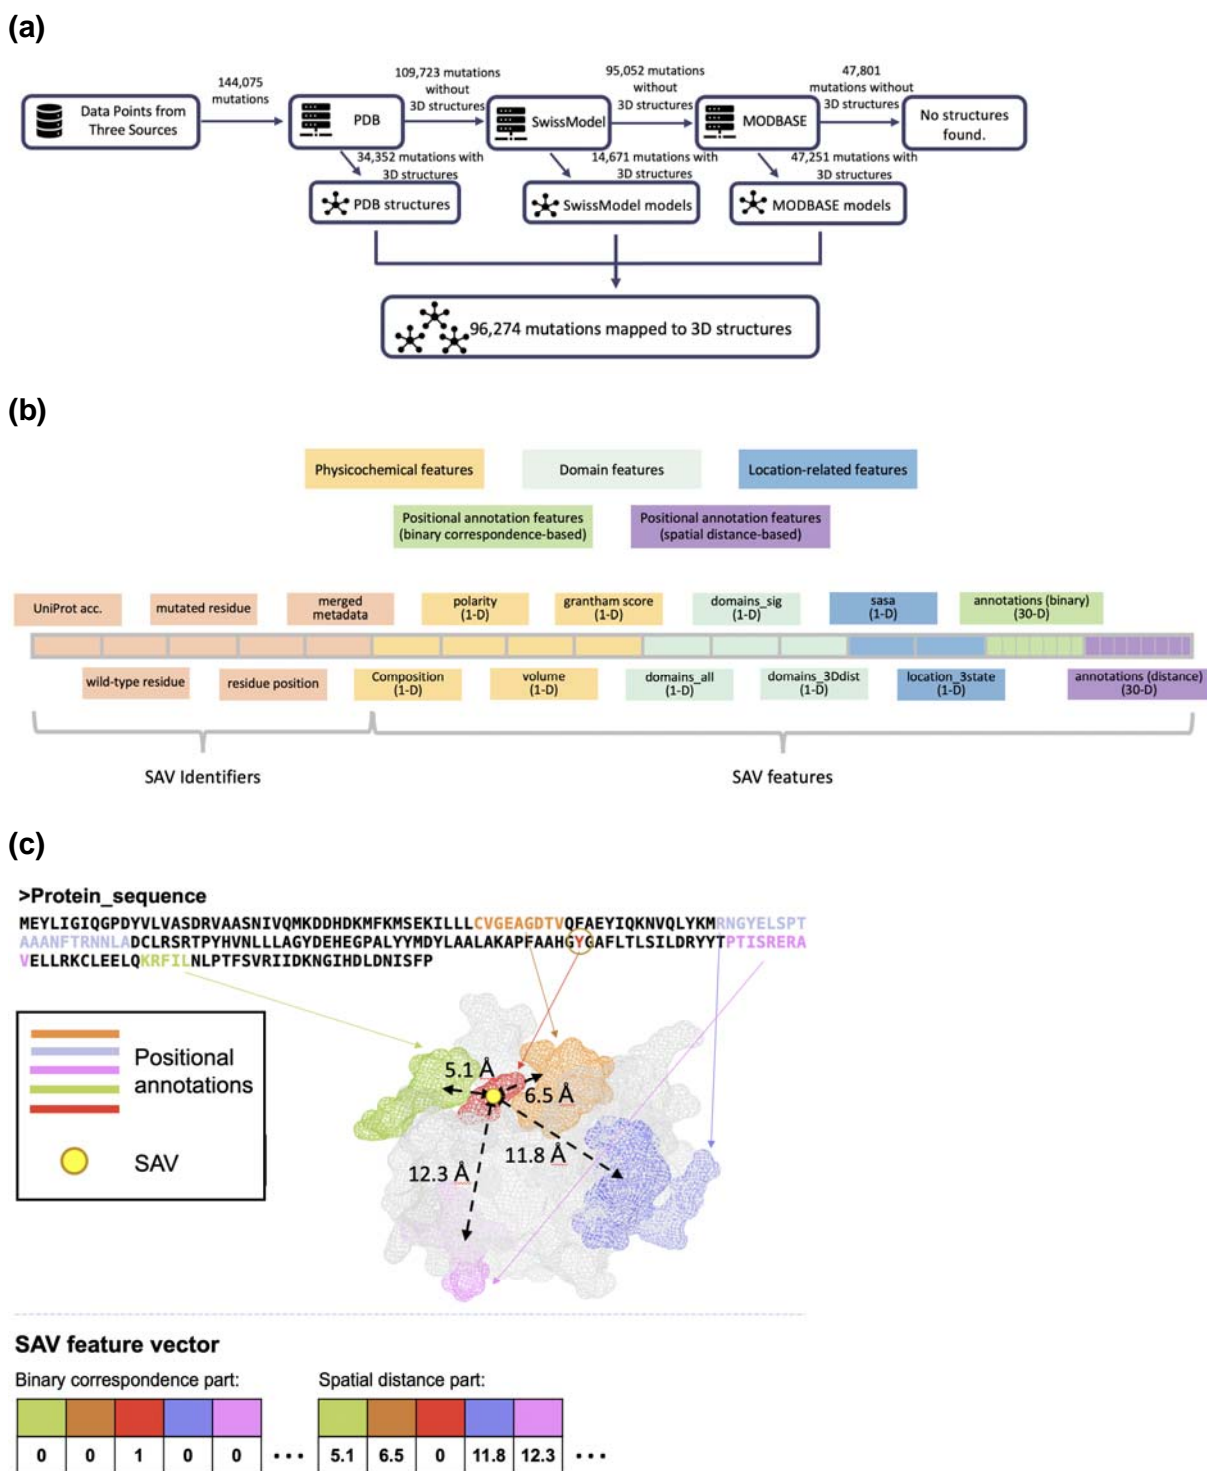 (a)
144,075
mutations
109,723 mutations
without
3D structures
95,052 mutations
without
3D structures
47,801
mutations without
3D structures
Data Points from
Three Sources
PDB
SwissModel
MODBASE
No structures
found.
34,352 mutations with
3D structures
14,671 mutations with
3D structures
47,251 mutations with
3D structures
PDB structures
SwissModel models
MODBASE models
96,274 mutations mapped to 3D structures
(b)
Physicochemical features
Domain features
Location-related features
Positional annotation features
(binary correspondence-based)
Positional annotation features
(spatial distance-based)
UniProt acc.
mutated residue
merged
metadata
polarity
(1-D)
grantham score
(1-D)
domains_sig
(1-D)
sasa
(1-D)
annotations (binary)
(30-D)
wild-type residue
residue position
Composition
(1-D)
volume
(1-D)
domains_all
(1-D)
domains_3Ddist
(1-D)
location_3state
(1-D)
annotations (distance)
(30-D)
SAV Identifiers
SAV features
(c)
>Protein_sequence
MEYLIGIQGPDYVLVASDRVAASNIVQMKDDHDKMFKMSEKILLLCVGEAGDTVQFAEYIQKNVQLYKMRNGYELSPT
AAANFTRNNLADCLRSRTPYHVNLLLAGYDEHEGPALYYMDYLAALAKAPFAAHGYGAFLTLSILDRYYTPTISRERA
VELLRKCLEELQKRFILNLPTFSVRIIDKNGIHDLDNISFP
Positional
annotations
SAV
5.1 Å
6.5 Å
11.8 Å
12.3 Å
SAV feature vector
Binary correspondence part:
Spatial distance part:
0 0 1 0 0 ... 5.1 6.5 0 11.8 12.3 ...